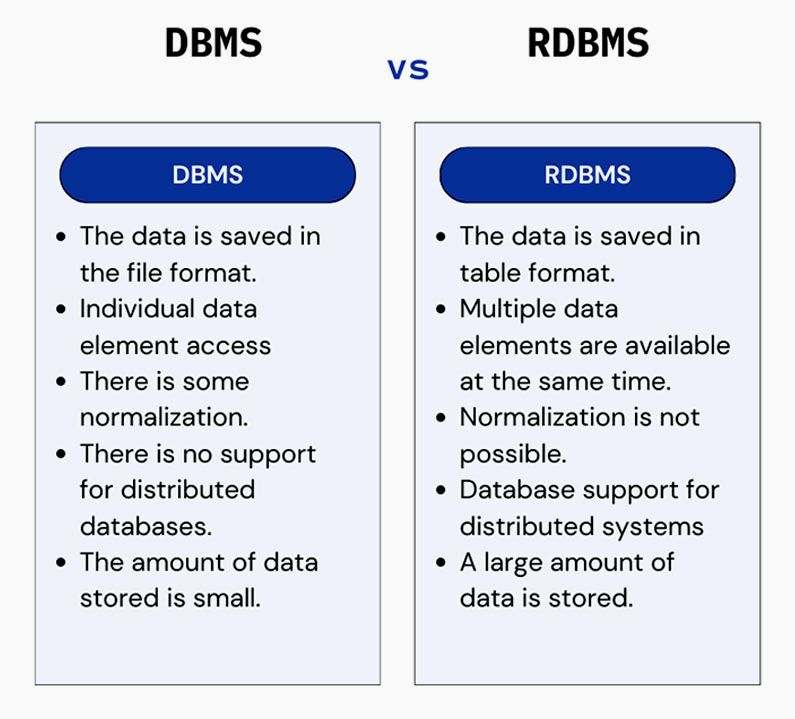 DBMS
vs
RDBMS
DBMS
The data is saved in
the file format.
Individual data
element access
There is some
normalization.
There is no support
for distributed
databases.
The amount of data
stored is small.
RDBMS
The data is saved in
table format.
Multiple data
elements are available
at the same time.
Normalization is not
possible.
Database support for
distributed systems
A large amount of
data is stored.